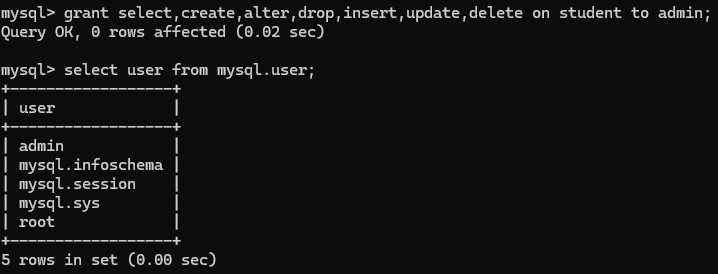 mysql> grant select,create,alter,drop,insert,update,delete on student to admin;
Query OK, 0 rows affected (0.02 sec)

mysql> select user from mysql.user;
+------------------+
| user             |
+------------------+
| admin            |
| mysql.infoschema |
| mysql.session    |
| mysql.sys        |
| root             |
+------------------+
5 rows in set (0.00 sec)